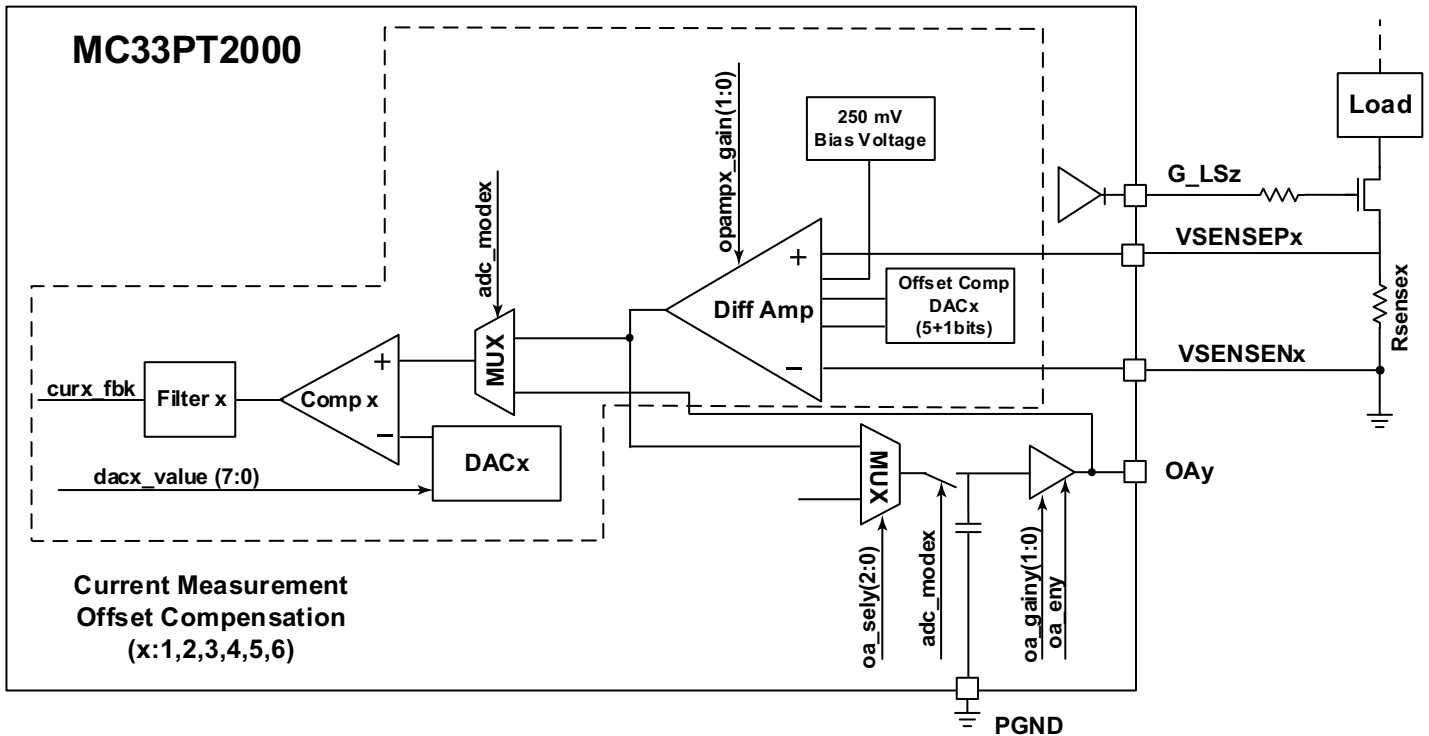 MC33PT2000
opampx_gain(1:0)
250 mV
Bias Voltage
Load
G_LSz
adc_modex
VSENSEPx
+
Diff Amp
Offset Comp
DACx
(5+1bits)
Rsensex
−
VSENSENx
MUX
+
curx_fbk
Filter x
Comp x
−
DACx
dacx_value (7:0)
MUX
OAy
oa_sely(2:0)
adc_modex
oa_gainy(1:0)
oa_eny
Current Measurement
Offset Compensation
(x:1,2,3,4,5,6)
PGND